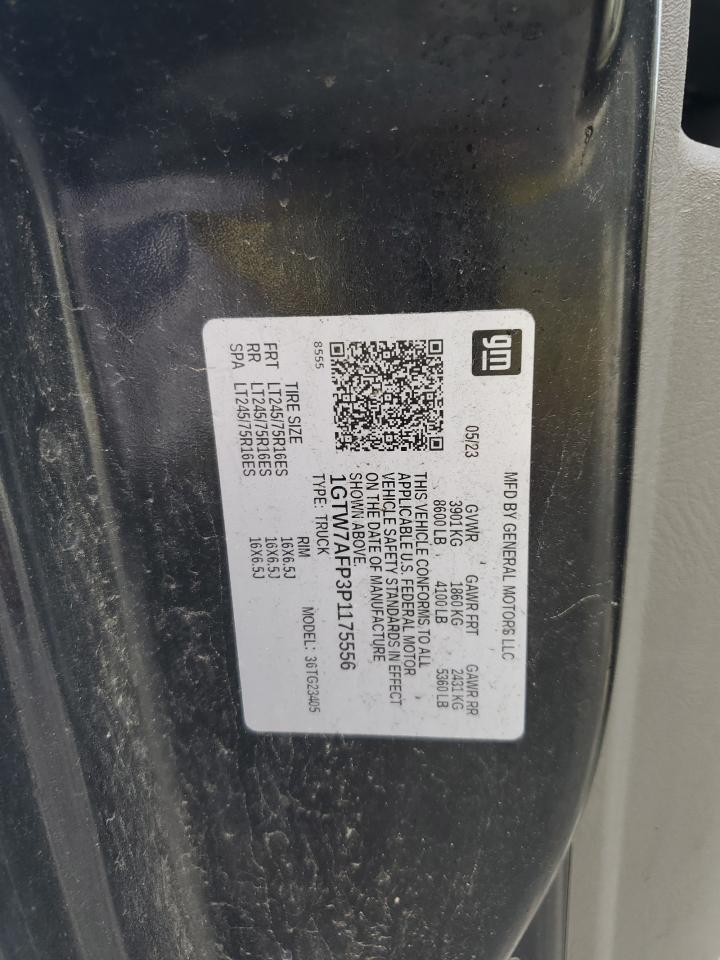 gm
MFD BY GENERAL MOTORS LLC
05/23 GVWR GAWR FRT GAWR RR
3901 KG 1860 KG 2431 KG
8600 LB 4100 LB 5360 LB
THIS VEHICLE CONFORMS TO ALL
APPLICABLE U.S. FEDERAL MOTOR
VEHICLE SAFETY STANDARDS IN EFFECT
ON THE DATE OF MANUFACTURE
SHOWN ABOVE.
1GTW7AFP3P1175556
8555 TYPE: TRUCK MODEL: 36TG23405
TIRE SIZE RIM
FRT LT245/75R16ES 16X6.5J
RR LT245/75R16ES 16X6.5J
SPA LT245/75R16ES 16X6.5J